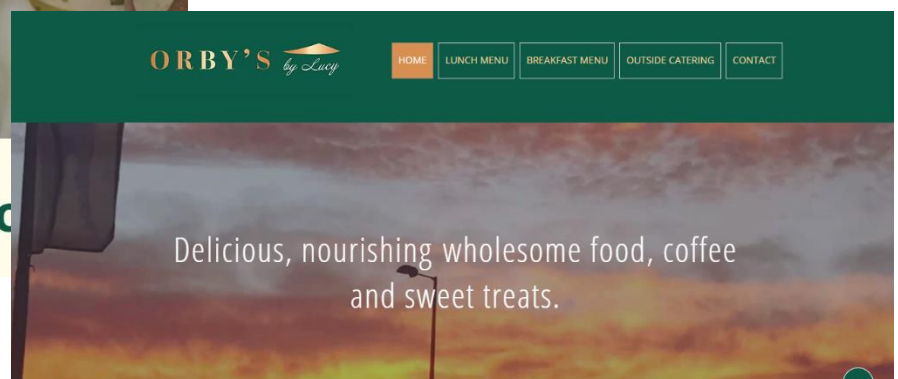 ORBY'S by Lucy
HOME
LUNCH MENU
BREAKFAST MENU
OUTSIDE CATERING
CONTACT
Delicious, nourishing wholesome food, coffee
and sweet treats.